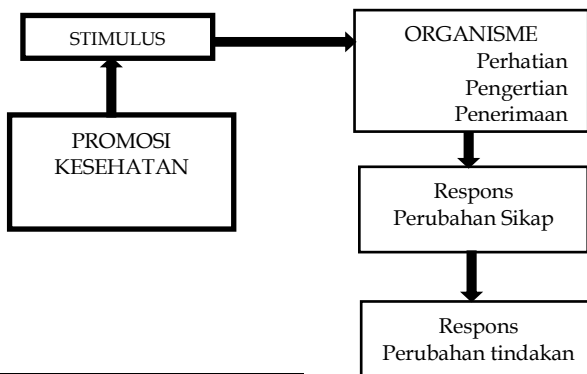 STIMULUS
ORGANISME
Perhatian
Pengertian
Penerimaan
PROMOSI
KESEHATAN
Respons
Perubahan Sikap
Respons
Perubahan tindakan